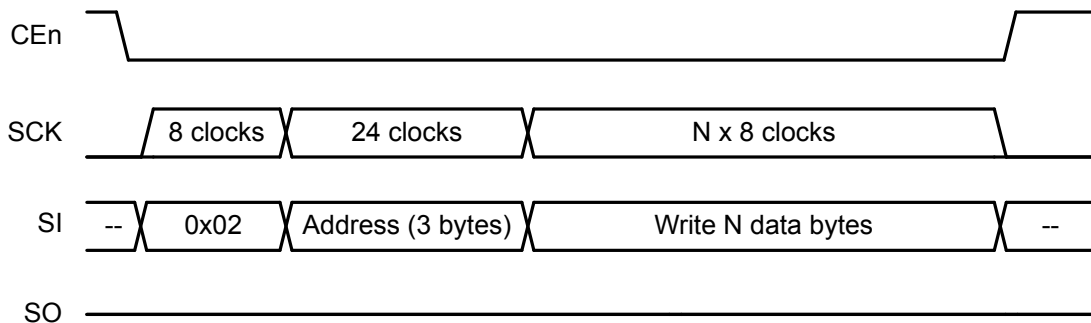 CEn
SCK 8 clocks 24 clocks N x 8 clocks
SI -- 0x02 Address (3 bytes) Write N data bytes --
SO